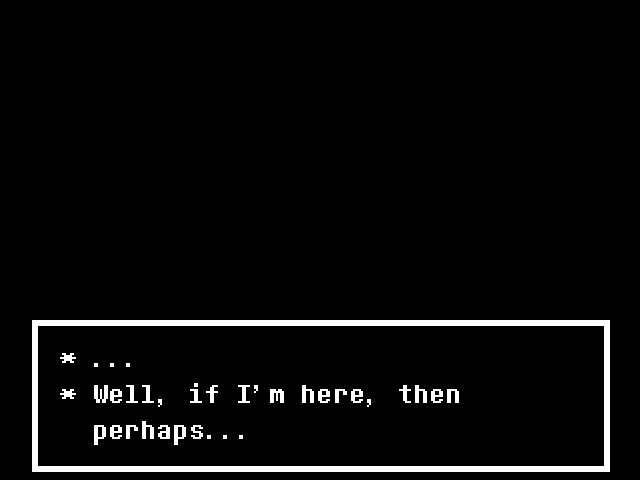 * ...
* Well, if I'm here, then
perhaps...